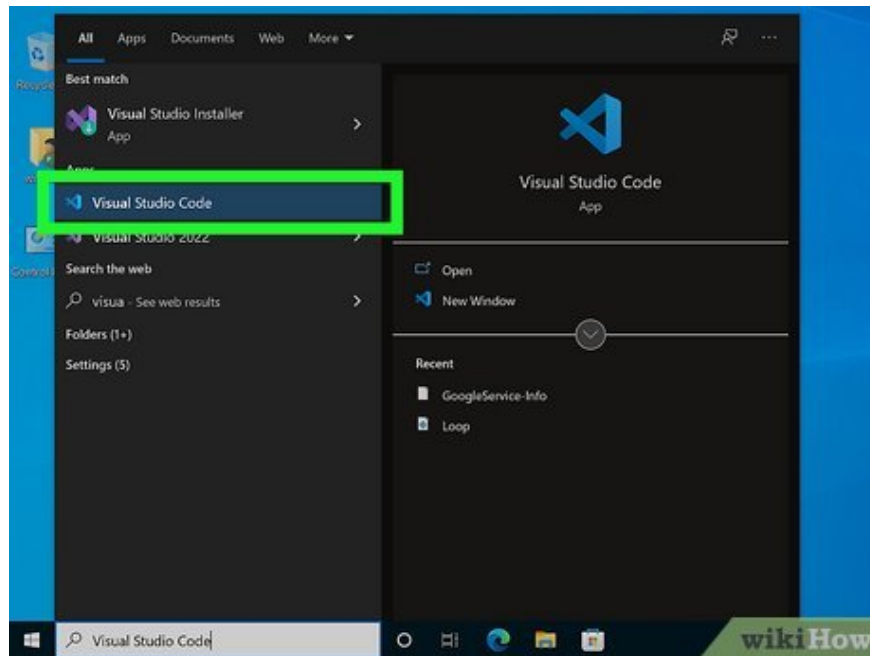 All Apps Documents Web More
Best match
Visual Studio Installer
App
Apps
Visual Studio Code
Visual Studio 2022
Search the web
visua - See web results
Folders (1+)
Settings (5)
Visual Studio Code
App
Open
New Window
Recent
GoogleService-Info
Loop
Visual Studio Code
wikiHow